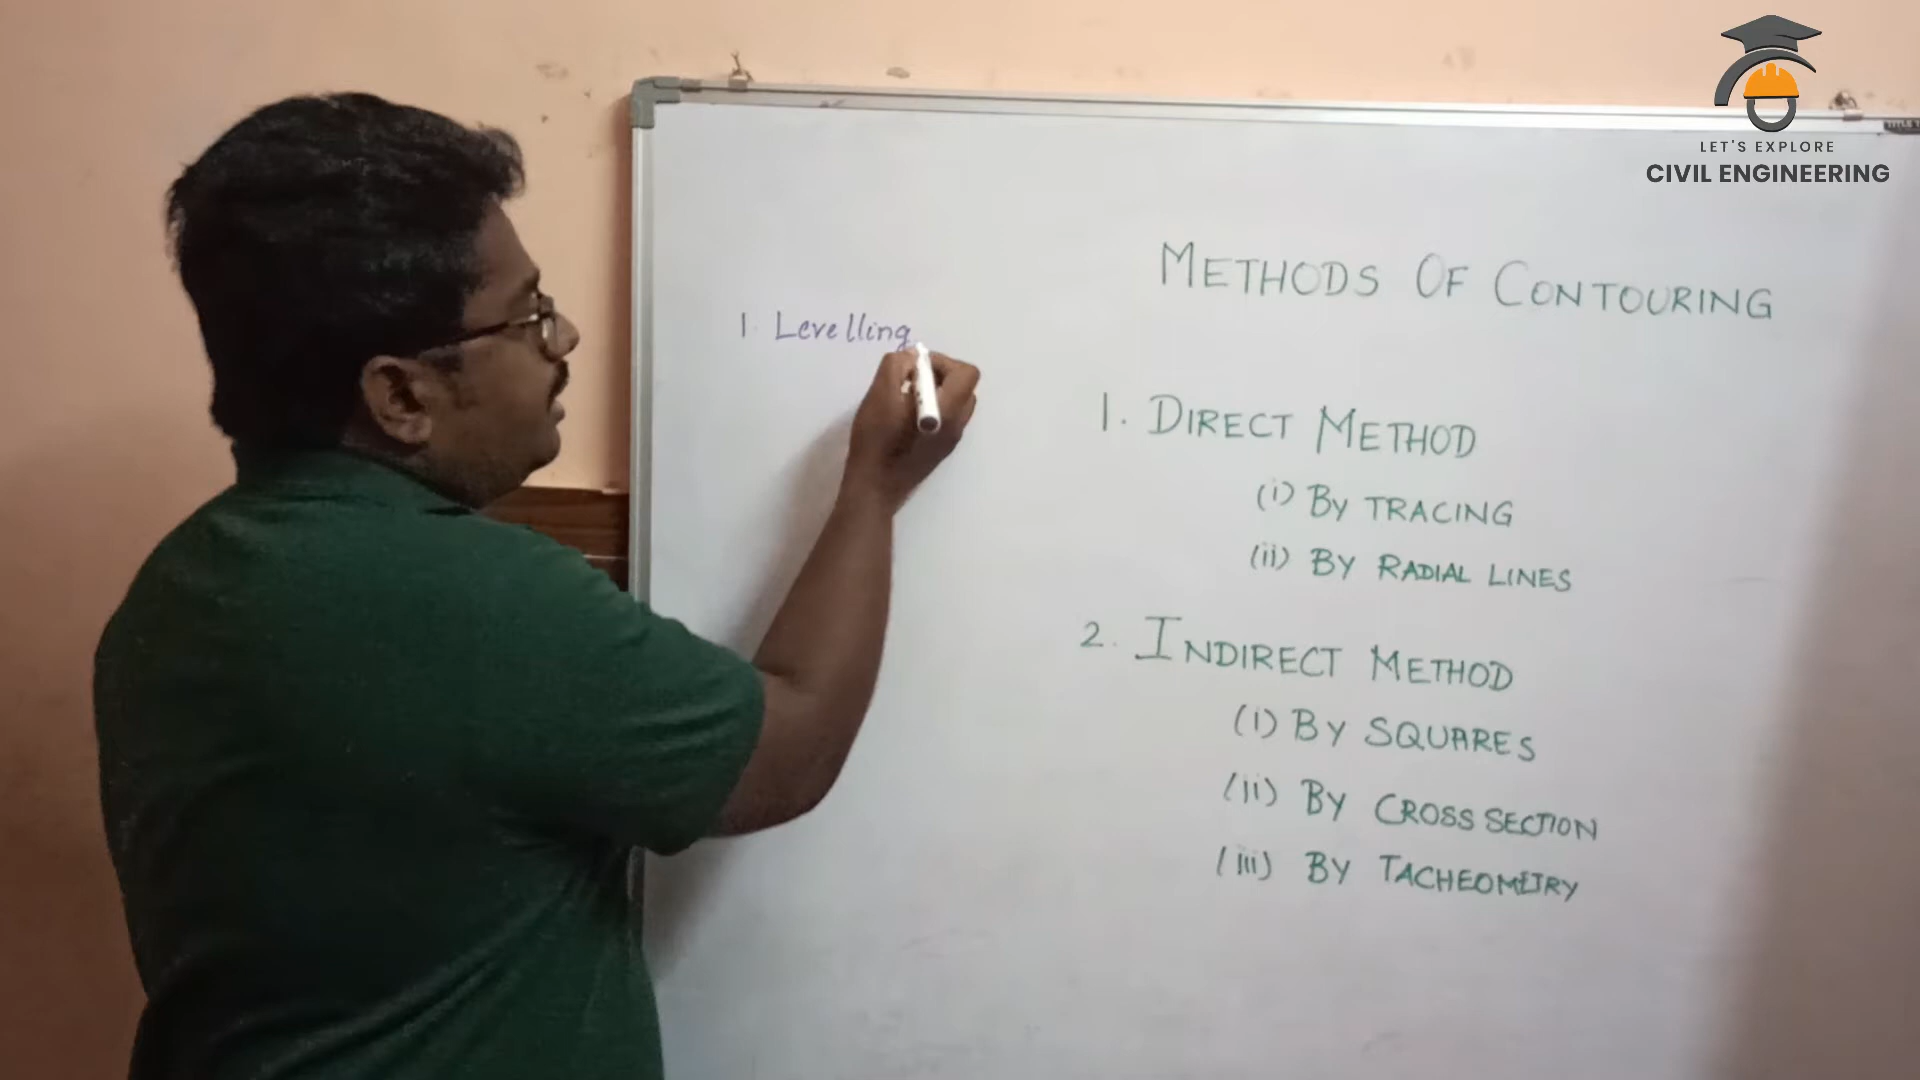 LET'S EXPLORE
CIVIL ENGINEERING
METHODS OF CONTOURING
1. Levelling
1. DIRECT METHOD
(i) By TRACING
(ii) BY RADIAL LINES
2. INDIRECT METHOD
(i) BY SQUARES
(ii) BY CROSS SECTION
(iii) BY TACHEOMETRY